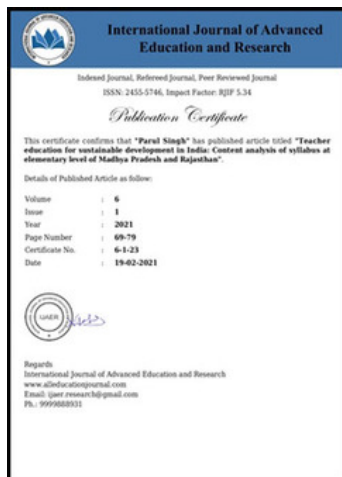 International Journal of Advanced
Education and Research
Indexed Journal, Refereed Journal, Peer Reviewed Journal
ISSN: 2455-5746, Impact Factor: RJIF 5.34
Publication Certificate
This certificate confirms that "Parul Singh" has published article titled "Teacher
education for sustainable development in India: Content analysis of syllabus at
elementary level of Madhya Pradesh and Rajasthan".
Details of Published Article as follow:
Volume : 6
Issue : 1
Year : 2021
Page Number : 69-79
Certificate No. : 6-1-23
Date : 19-02-2021
IJAER
Regards
International Journal of Advanced Education and Research
www.alleducationjournal.com
Email: ijaer.research@gmail.com
Ph.: 9999888931